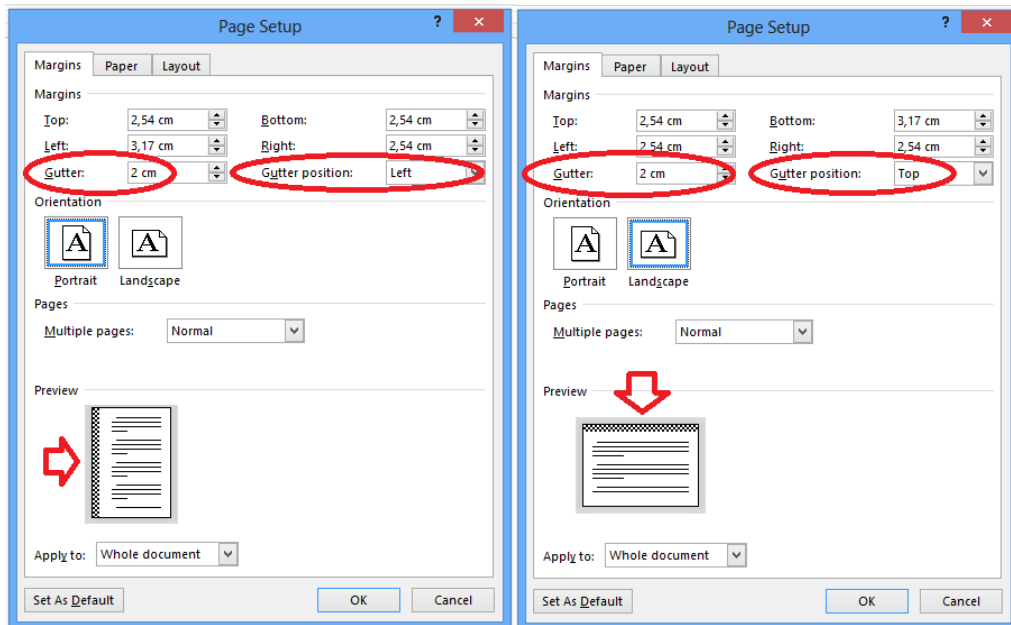 Page Setup ?
Margins Paper Layout
Margins
Top: 2,54 cm Bottom: 2,54 cm
Left: 3,17 cm Right: 2,54 cm
Gutter: 2 cm Gutter position: Left
Orientation
A A
Portrait Landscape
Pages
Multiple pages: Normal
Preview
Apply to: Whole document
Set As Default OK Cancel
Page Setup ?
Margins Paper Layout
Margins
Top: 2,54 cm Bottom: 3,17 cm
Left: 2,54 cm Right: 2,54 cm
Gutter: 2 cm Gutter position: Top
Orientation
A A
Portrait Landscape
Pages
Multiple pages: Normal
Preview
Apply to: Whole document
Set As Default OK Cancel